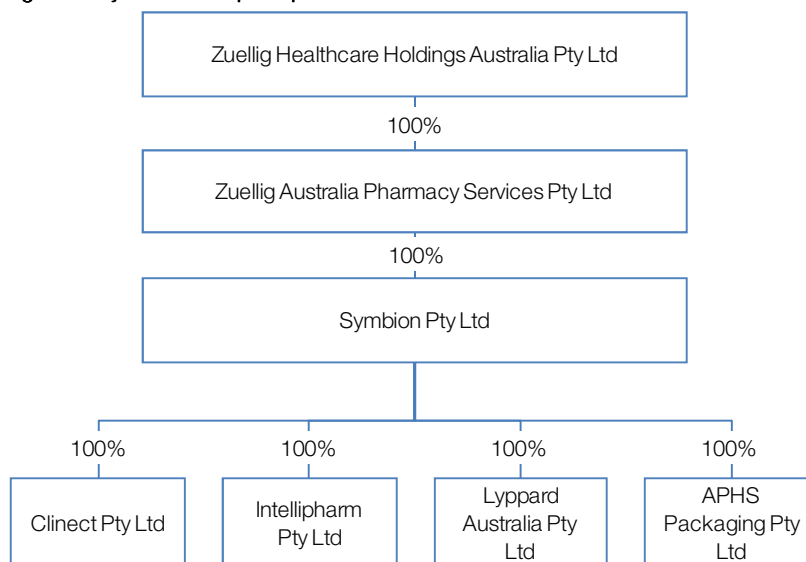 Zuellig Healthcare Holdings Australia Pty Ltd
100%
Zuellig Australia Pharmacy Services Pty Ltd
100%
Symbion Pty Ltd
100%
100%
100%
100%
Clinect Pty Ltd
Intellipharm
Pty Ltd
Lyppard
Australia Pty
Ltd
APHS
Packaging Pty
Ltd